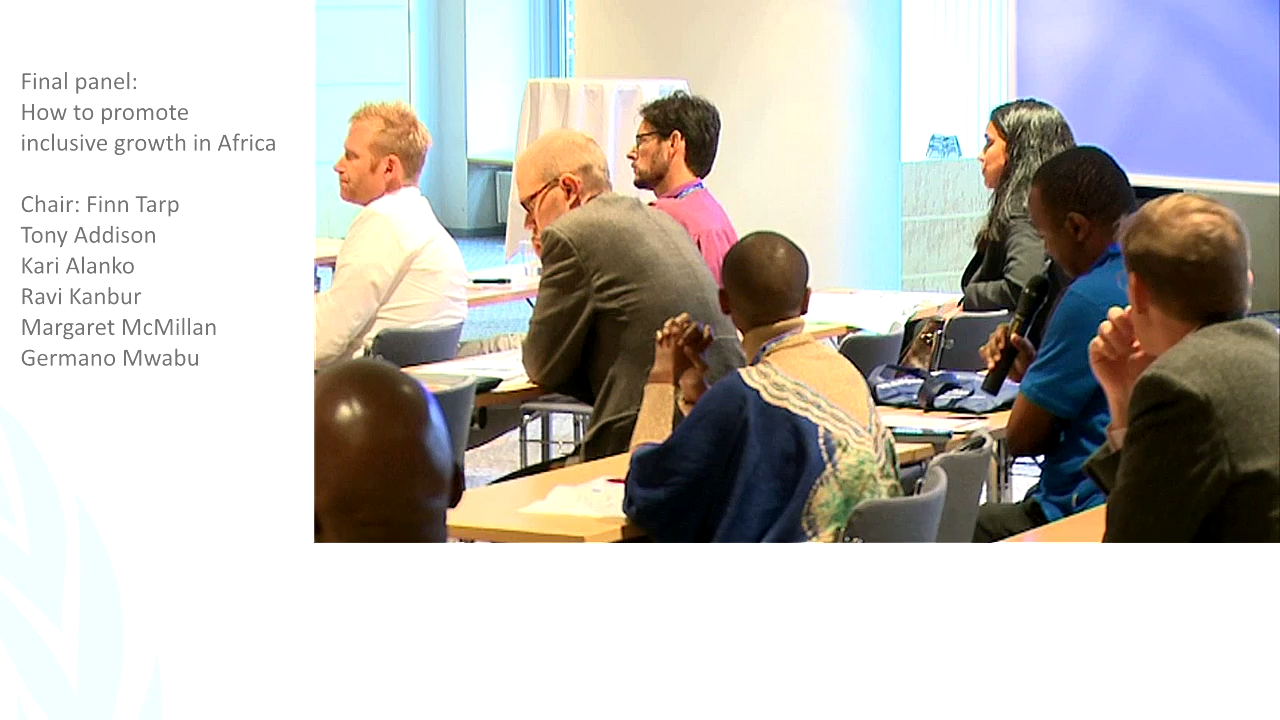 Final panel:
How to promote
inclusive growth in Africa
Chair: Finn Tarp
Tony Addison
Kari Alanko
Ravi Kanbur
Margaret McMillan
Germano Mwabu